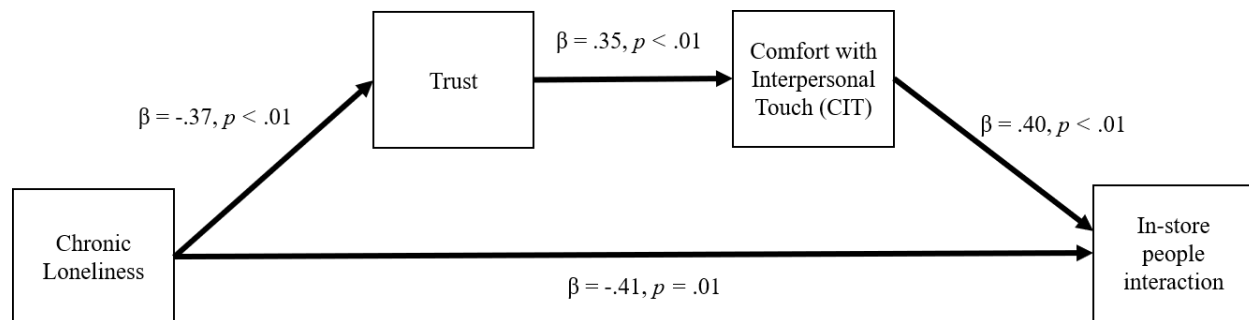 β = .35, p < .01
Trust
Comfort with
Interpersonal
Touch (CIT)
β = -.37, p < .01
β = .40, p < .01
Chronic
Loneliness
In-store
people
interaction
β = -.41, p = .01